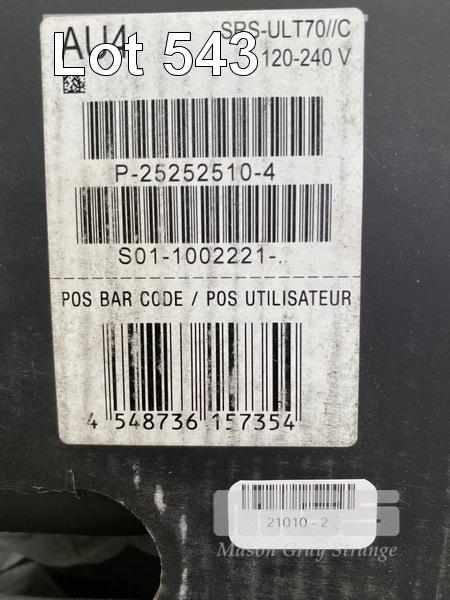 Lot 543
AU4
SRS-ULT70//C
120-240 V
P-25252510-4
S01-1002221-..
POS BAR CODE / POS UTILISATEUR
4 548736 157354
21010 - 2
Mason Gray Strange